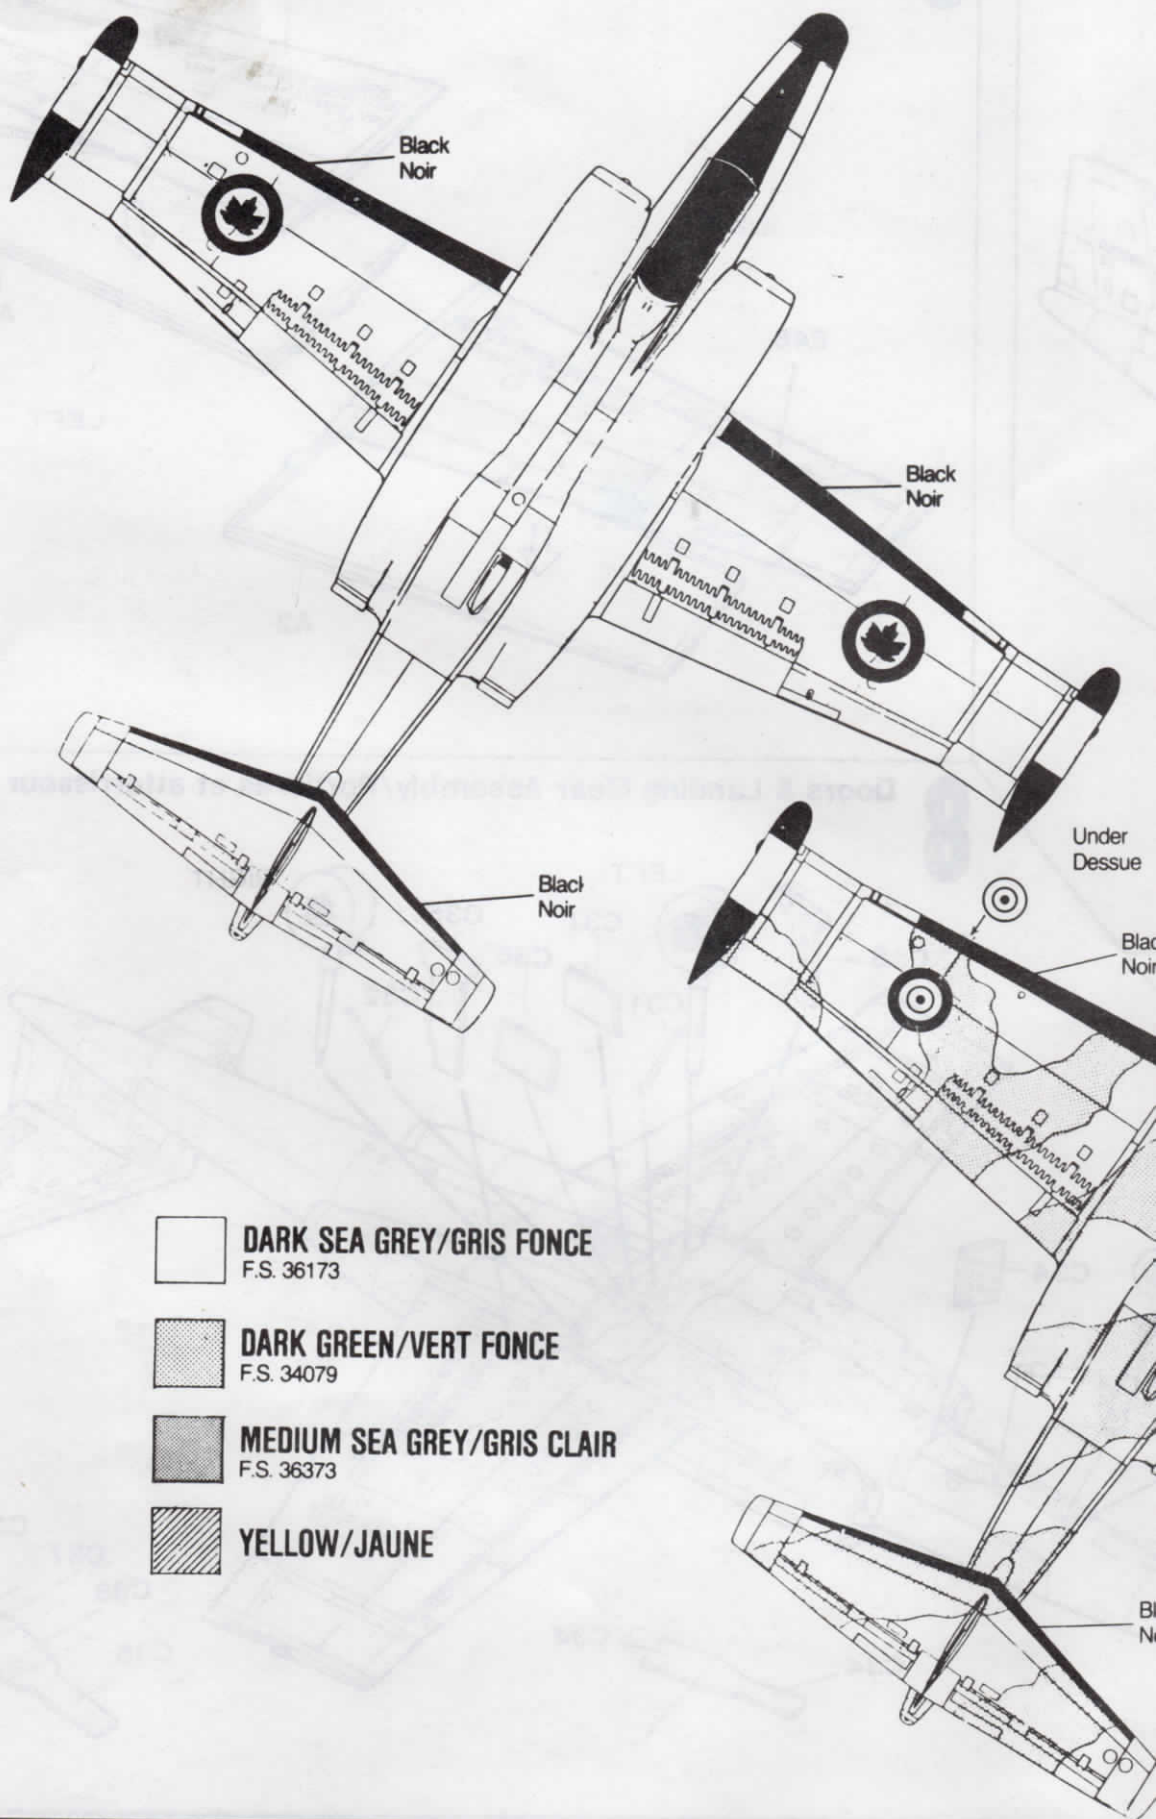 Black
Noir
Black
Noir
Black
Noir
Under
Dessue
Noir
DARK SEA GREY/GRIS FONCE
F.S. 36173
DARK GREEN/VERT FONCE
F.S. 34079
MEDIUM SEA GREY/GRIS CLAIR
F.S. 36373
YELLOW/JAUNE